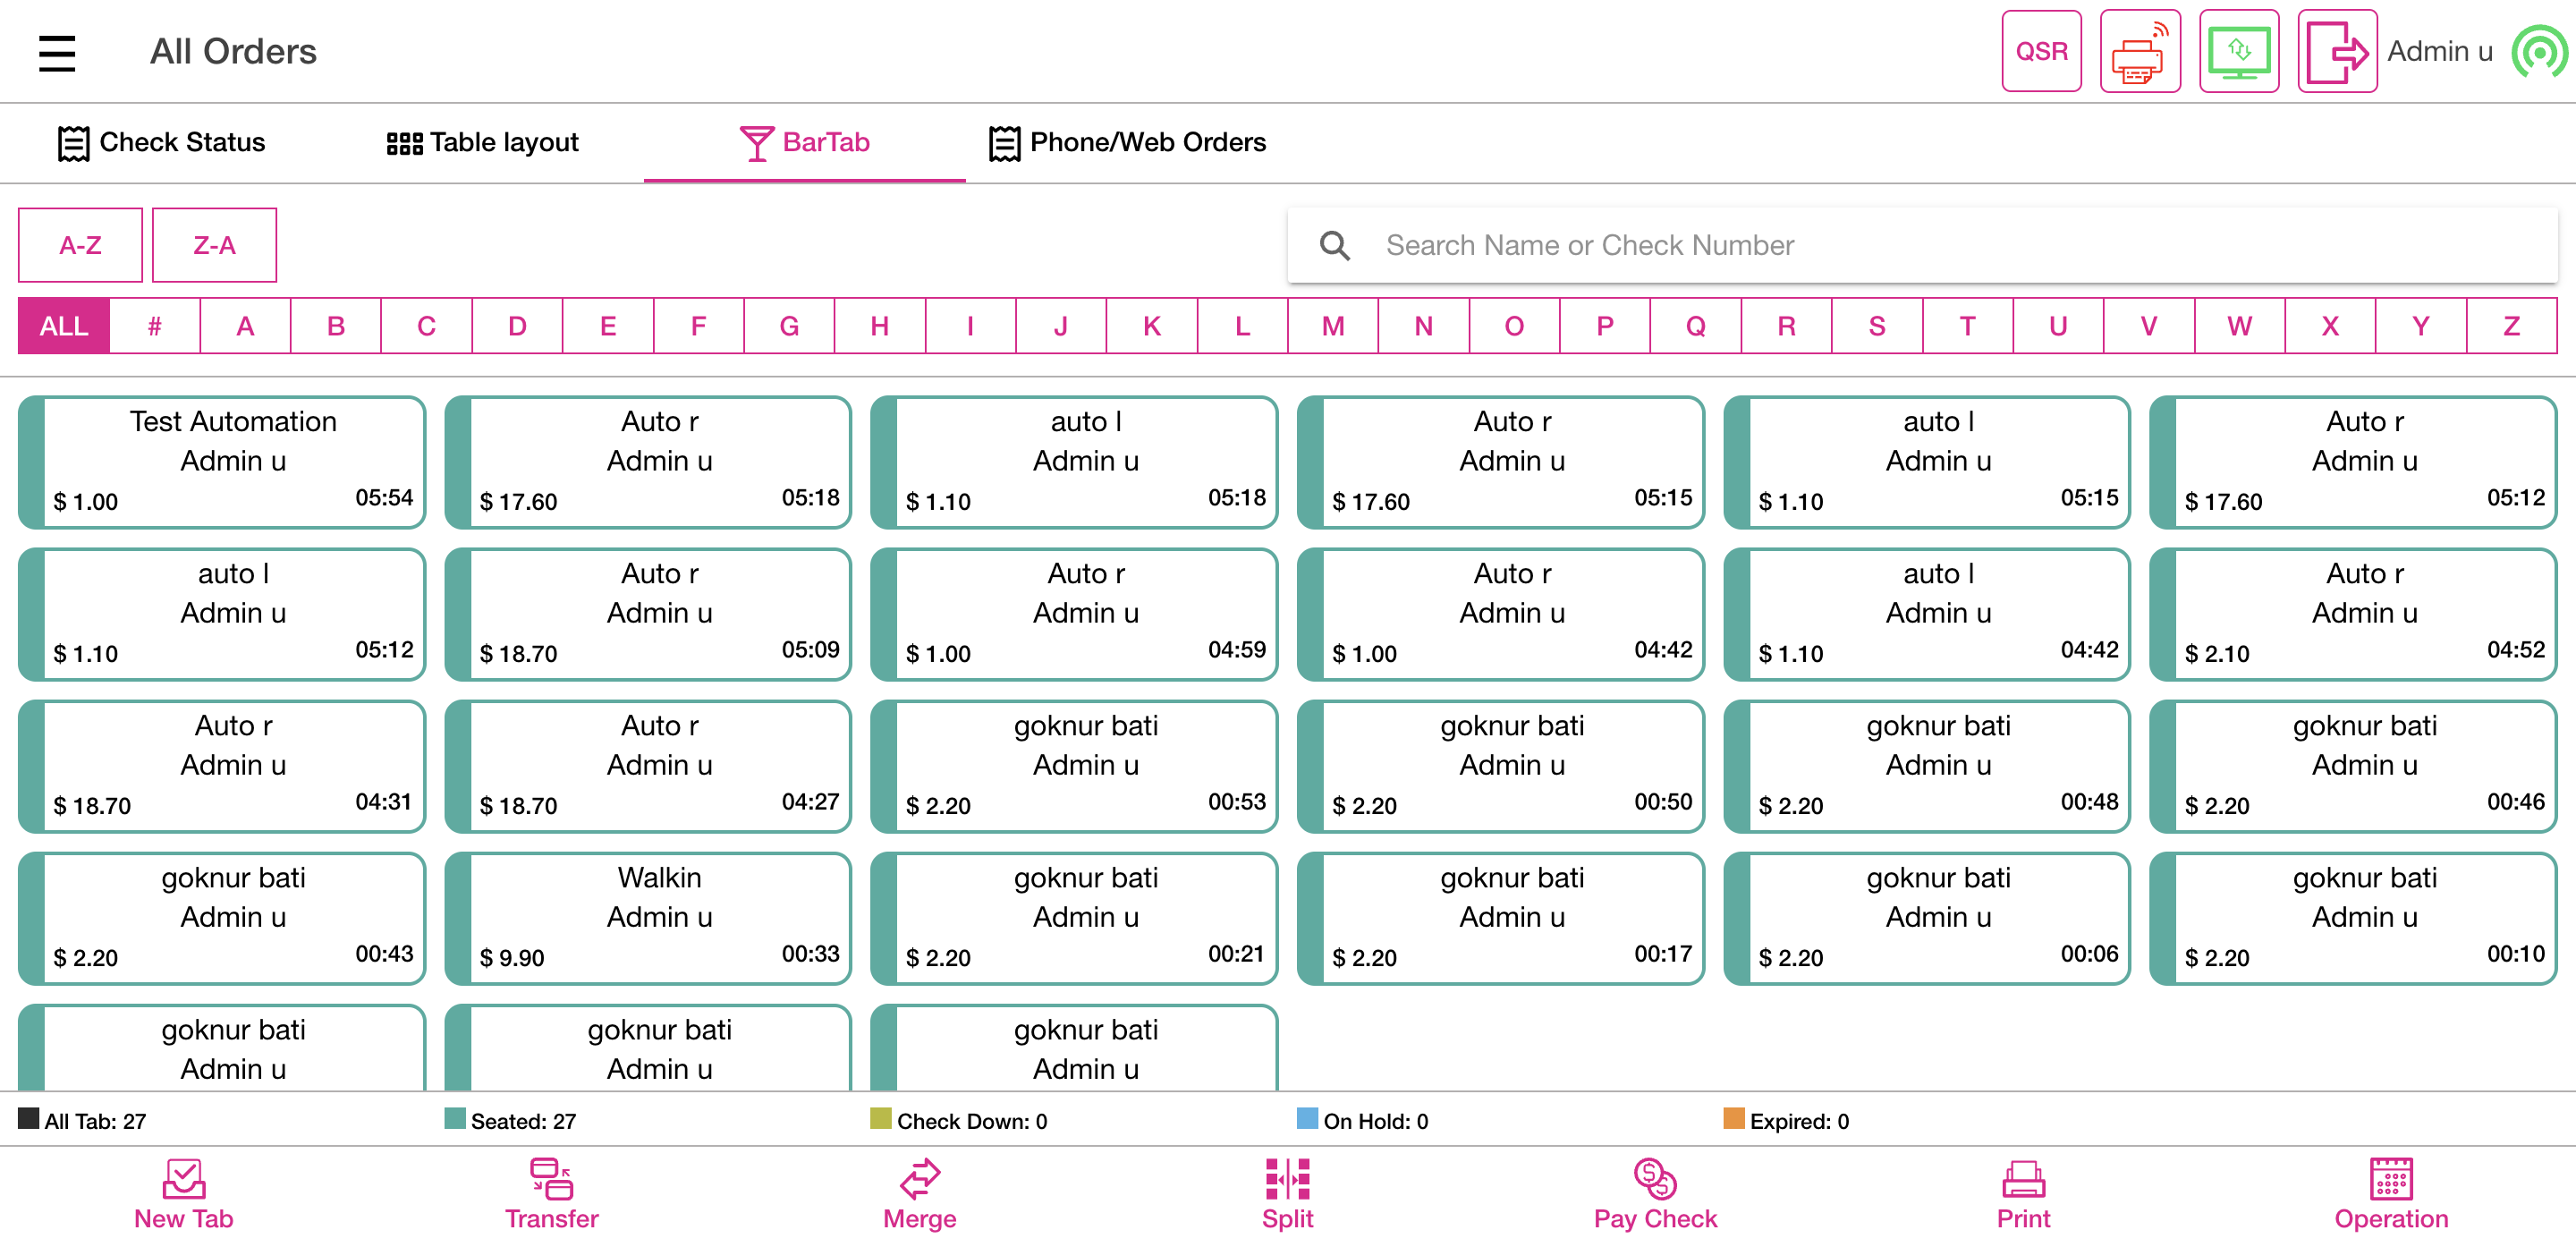 All Orders
QSR
Admin u
Check Status
Table layout
BarTab
Phone/Web Orders
A-Z
Z-A
Search Name or Check Number
ALL # A B C D E F G H I J K L M N O P Q R S T U V W X Y Z
Test Automation
Admin u
$ 1.00 05:54
Auto r
Admin u
$ 17.60 05:18
auto l
Admin u
$ 1.10 05:18
Auto r
Admin u
$ 17.60 05:15
auto l
Admin u
$ 1.10 05:15
Auto r
Admin u
$ 17.60 05:12
auto l
Admin u
$ 1.10 05:12
Auto r
Admin u
$ 18.70 05:09
Auto r
Admin u
$ 1.00 04:59
Auto r
Admin u
$ 1.00 04:42
auto l
Admin u
$ 1.10 04:42
Auto r
Admin u
$ 2.10 04:52
Auto r
Admin u
$ 18.70 04:31
Auto r
Admin u
$ 18.70 04:27
goknur bati
Admin u
$ 2.20 00:53
goknur bati
Admin u
$ 2.20 00:50
goknur bati
Admin u
$ 2.20 00:48
goknur bati
Admin u
$ 2.20 00:46
goknur bati
Admin u
$ 2.20 00:43
Walkin
Admin u
$ 9.90 00:33
goknur bati
Admin u
$ 2.20 00:21
goknur bati
Admin u
$ 2.20 00:17
goknur bati
Admin u
$ 2.20 00:06
goknur bati
Admin u
$ 2.20 00:10
goknur bati
Admin u
goknur bati
Admin u
goknur bati
Admin u
All Tab: 27
Seated: 27
Check Down: 0
On Hold: 0
Expired: 0
New Tab
Transfer
Merge
Split
Pay Check
Print
Operation